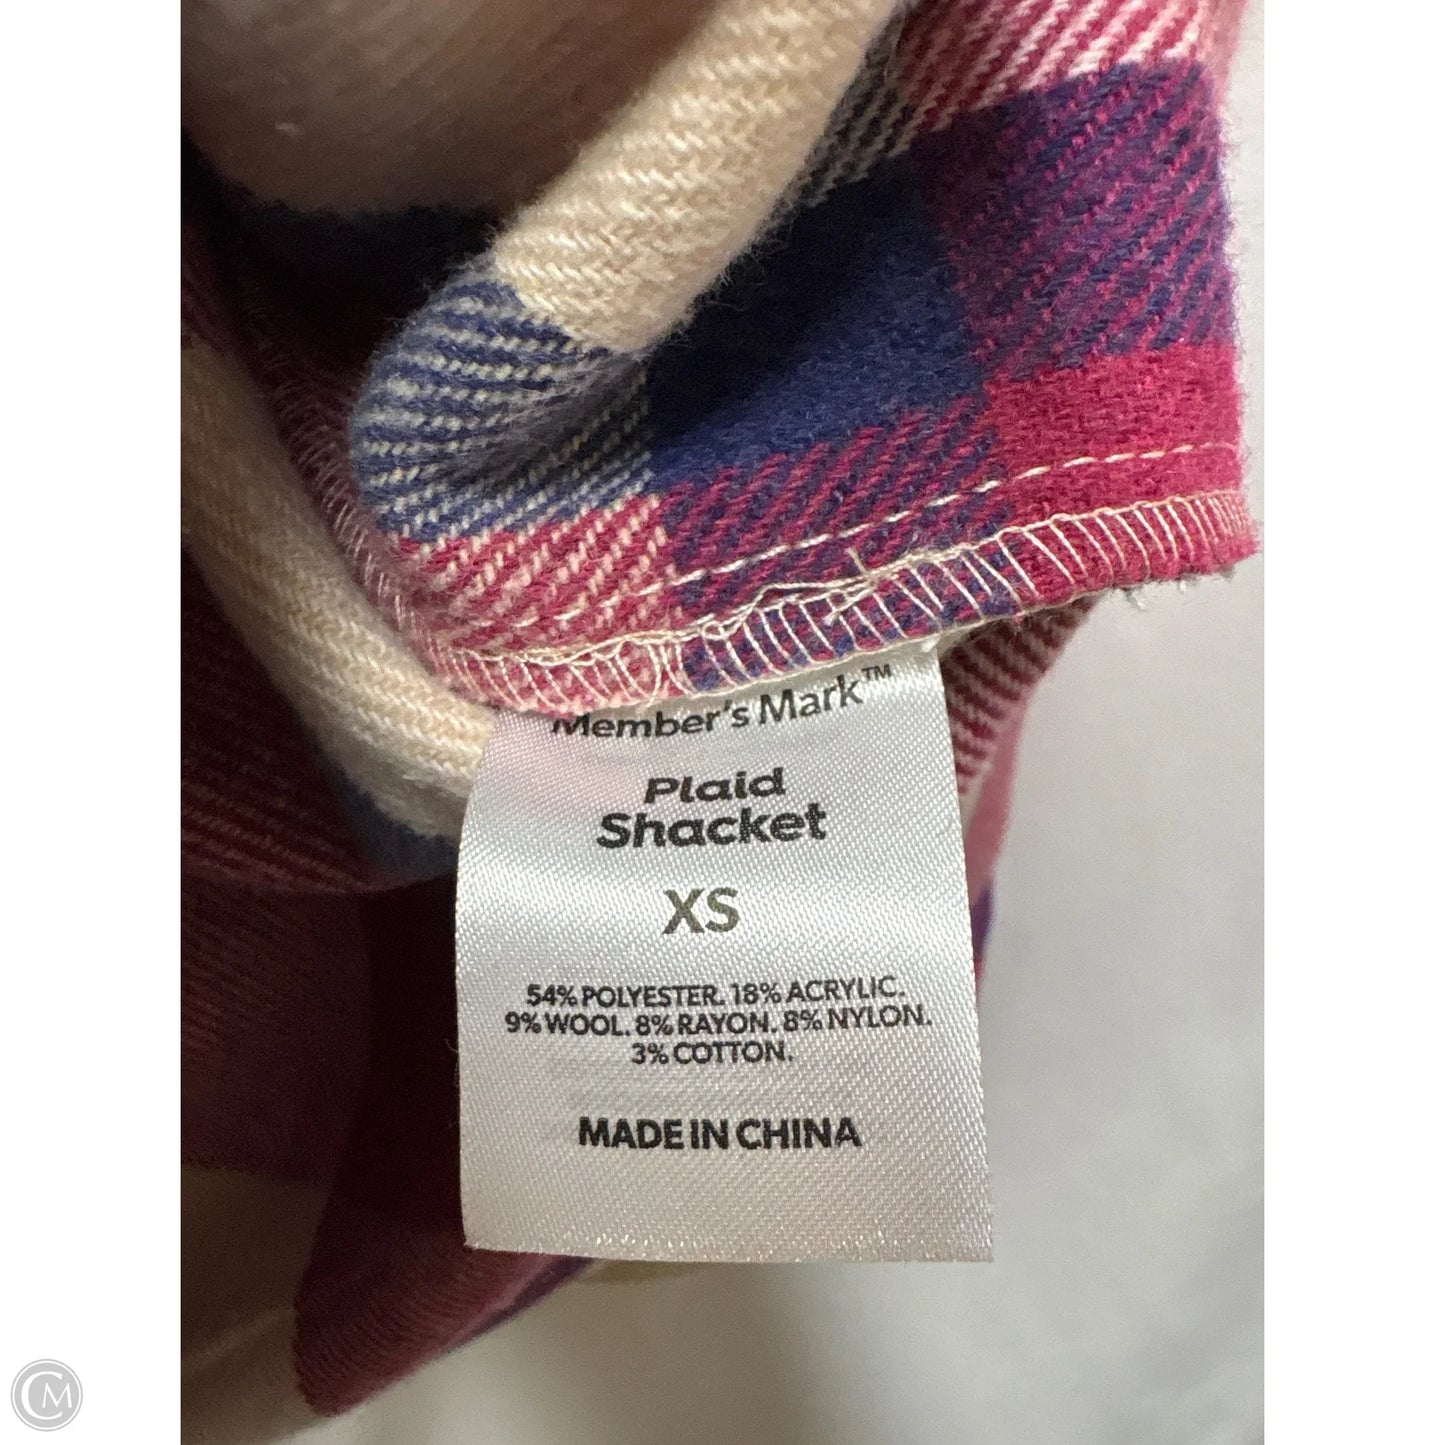 Member's Mark™
Plaid
Shacket
XS
54% POLYESTER. 18% ACRYLIC.
9% WOOL. 8% RAYON. 8% NYLON.
3% COTTON.
MADE IN CHINA
CM